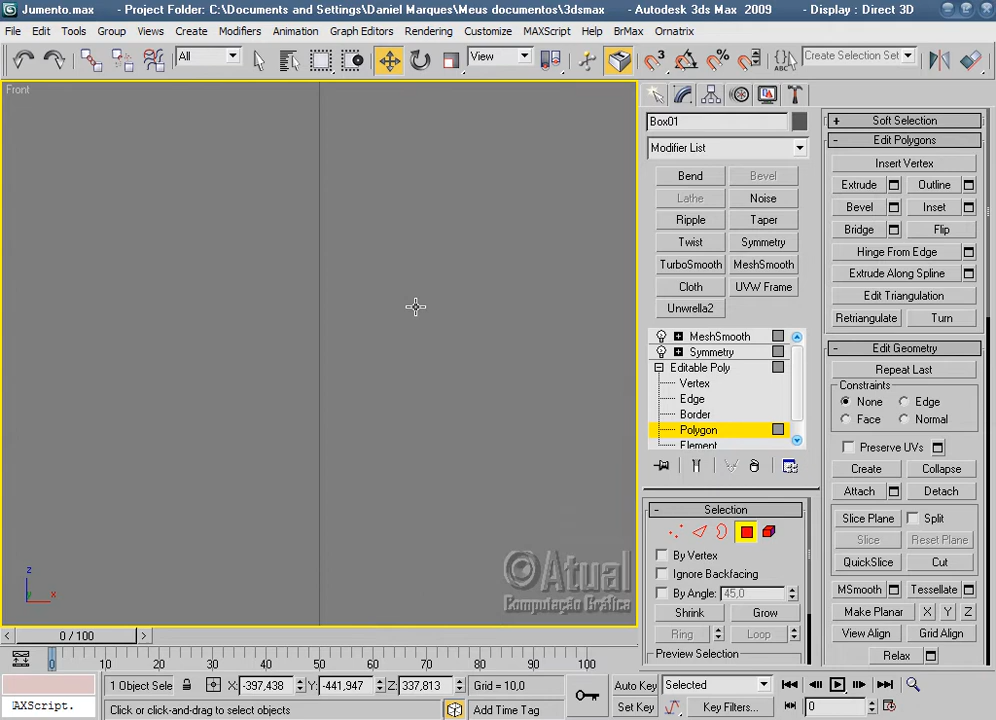 Jumento.max - Project Folder: C:\Documents and Settings\Daniel Marques\Meus documentos\3dsmax - Autodesk 3ds Max 2009 - Display : Direct 3D
File Edit Tools Group Views Create Modifiers Animation Graph Editors Rendering Customize MAXScript Help BrMax Ornatrix
All View Create Selection Set
Front
Box01
Modifier List
Bend Bevel
Lathe Noise
Ripple Taper
Twist Symmetry
TurboSmooth MeshSmooth
Cloth UVW Frame
Unwrella2
MeshSmooth
Symmetry
Editable Poly
Vertex
Edge
Border
Polygon
Element
Selection
By Vertex
Ignore Backfacing
By Angle: 45,0
Shrink Grow
Ring Loop
Preview Selection
+ Soft Selection
- Edit Polygons
Insert Vertex
Extrude Outline
Bevel Inset
Bridge Flip
Hinge From Edge
Extrude Along Spline
Edit Triangulation
Retriangulate Turn
- Edit Geometry
Repeat Last
Constraints
None Edge
Face Normal
Preserve UVs
Create Collapse
Attach Detach
Slice Plane Split
Slice Reset Plane
QuickSlice Cut
MSmooth Tessellate
Make Planar X Y Z
View Align Grid Align
Relax
z
y x
©Atual
Computação Gráfica
< 0 / 100 >
0 10 20 30 40 50 60 70 80 90 100
1 Object Sele X: -397,438 Y: -441,947 Z: 337,813 Grid = 10,0 Auto Key Selected
AXScript. Click or click-and-drag to select objects Add Time Tag Set Key Key Filters... 0